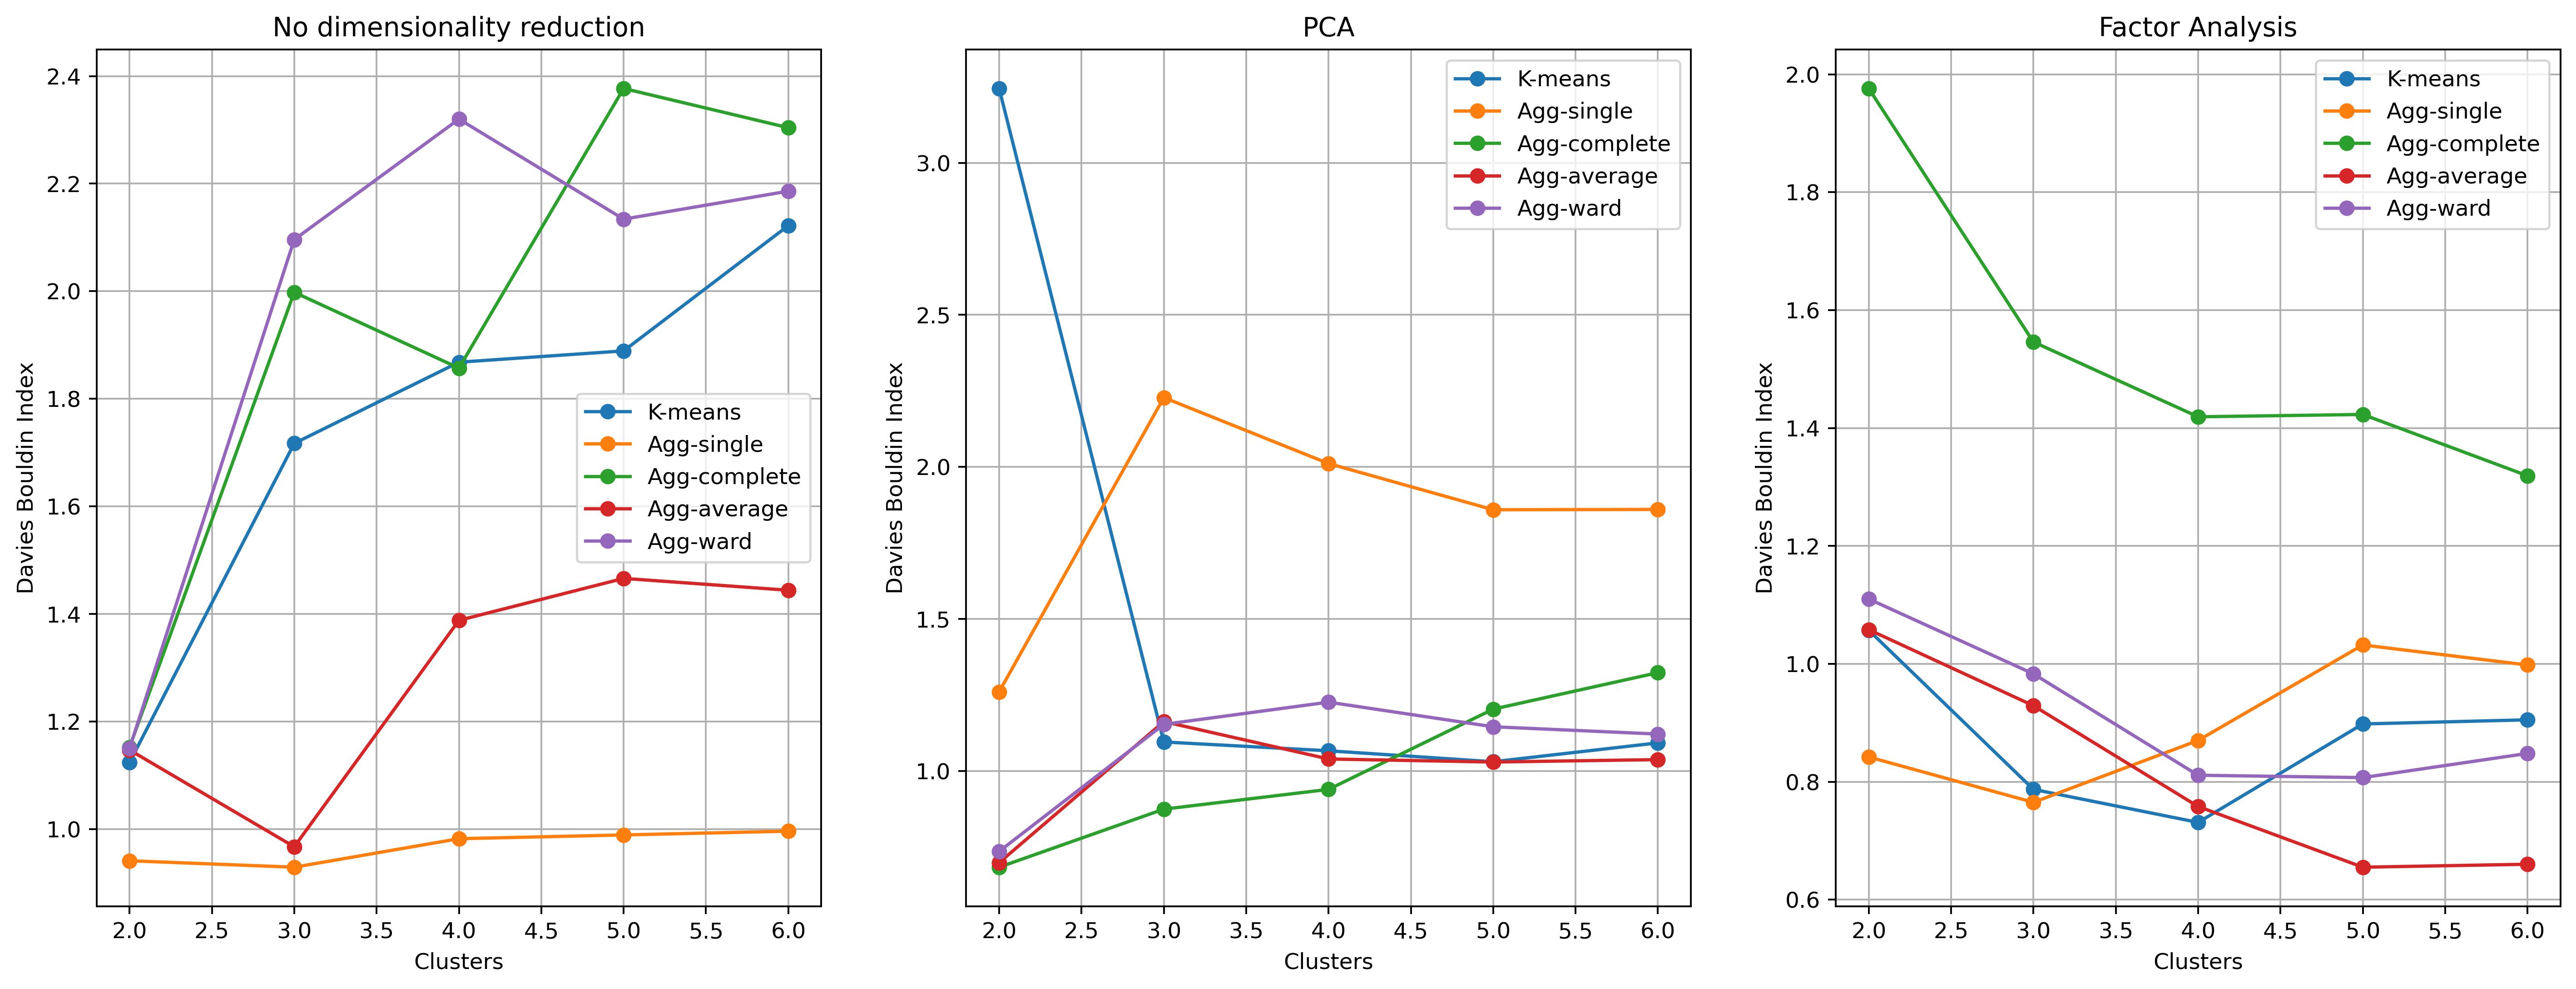 No dimensionality reduction
Davies Bouldin Index
2.4
2.2
2.0
1.8
1.6
1.4
1.2
1.0
K-means
Agg-single
Agg-complete
Agg-average
Agg-ward
2.0 2.5 3.0 3.5 4.0 4.5 5.0 5.5 6.0
Clusters
PCA
Davies Bouldin Index
3.0
2.5
2.0
1.5
1.0
K-means
Agg-single
Agg-complete
Agg-average
Agg-ward
2.0 2.5 3.0 3.5 4.0 4.5 5.0 5.5 6.0
Clusters
Factor Analysis
Davies Bouldin Index
2.0
1.8
1.6
1.4
1.2
1.0
0.8
0.6
K-means
Agg-single
Agg-complete
Agg-average
Agg-ward
2.0 2.5 3.0 3.5 4.0 4.5 5.0 5.5 6.0
Clusters